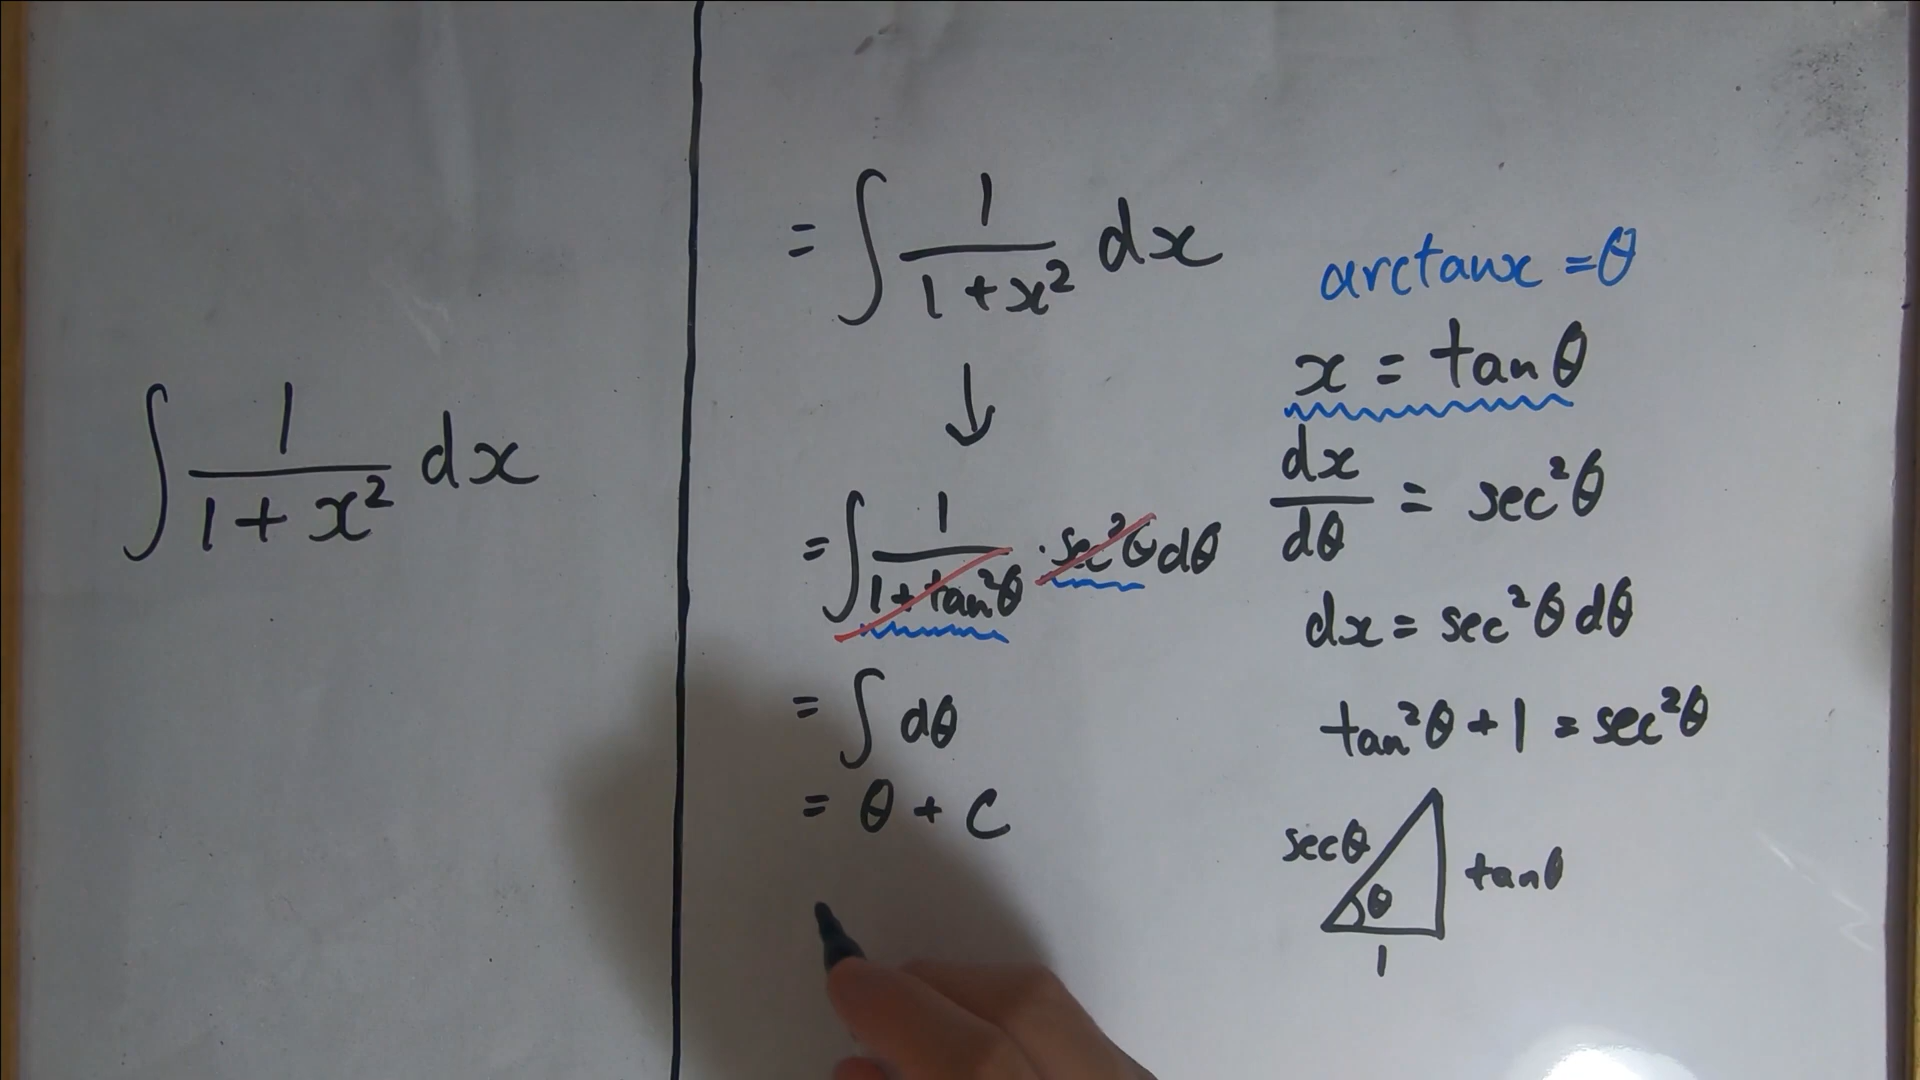 ∫ 1/(1 + x²) dx
= ∫ 1/(1 + x²) dx
↓
= ∫ 1/(1 + tan²θ) · sec²θ dθ
= ∫ dθ
= θ + C
arctanx = θ
x = tanθ
dx/dθ = sec²θ
dx = sec²θ dθ
tan²θ + 1 = sec²θ
secθ
θ
tanθ
1